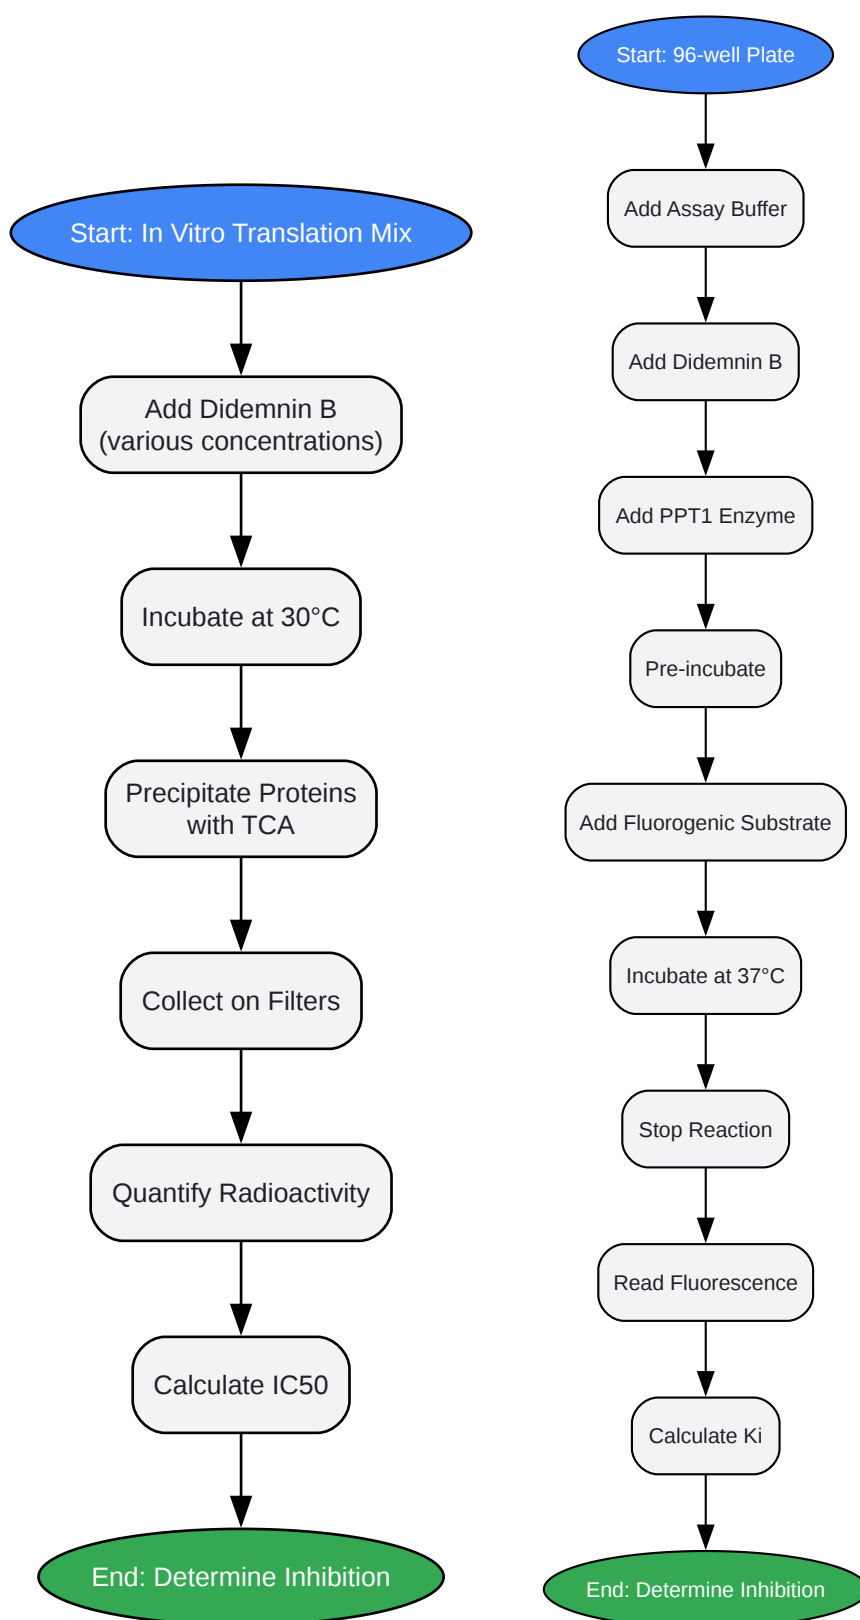 Start: In Vitro Translation Mix
Add Didemnin B
(various concentrations)
Incubate at 30°C
Precipitate Proteins
with TCA
Collect on Filters
Quantify Radioactivity
Calculate IC50
End: Determine Inhibition
Start: 96-well Plate
Add Assay Buffer
Add Didemnin B
Add PPT1 Enzyme
Pre-incubate
Add Fluorogenic Substrate
Incubate at 37°C
Stop Reaction
Read Fluorescence
Calculate Ki
End: Determine Inhibition